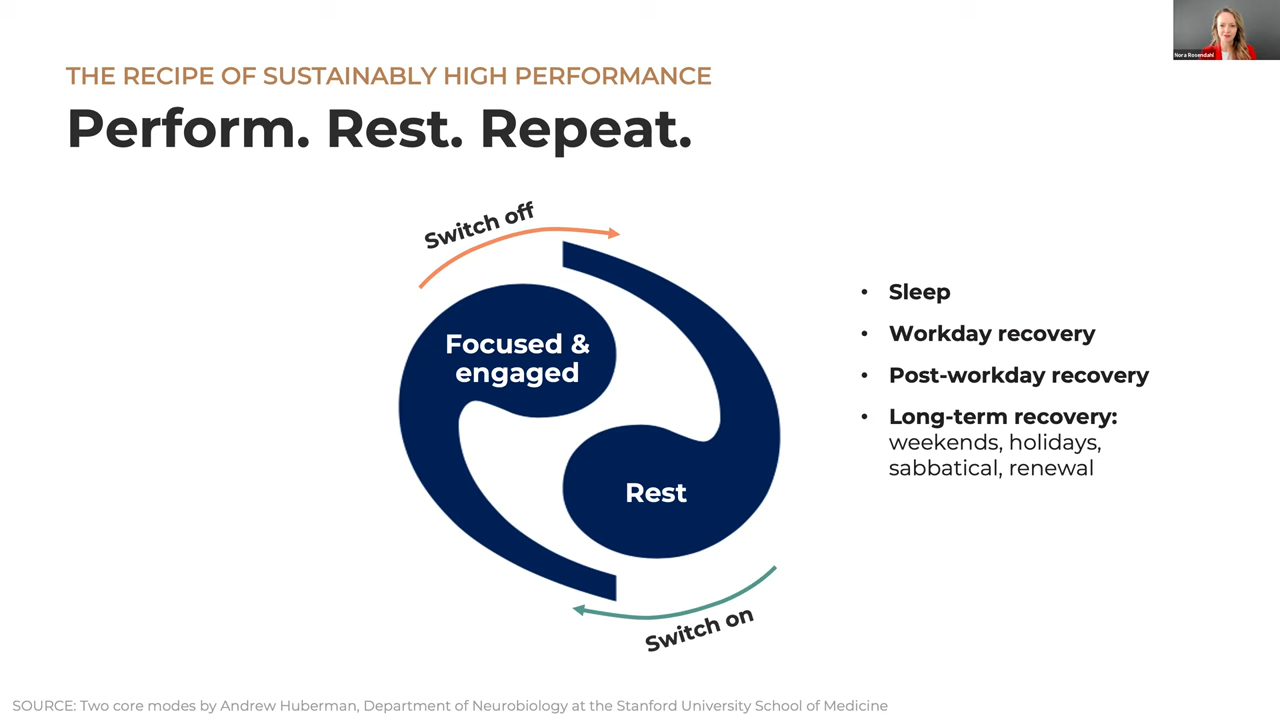 Nora Rosendahl
THE RECIPE OF SUSTAINABLY HIGH PERFORMANCE
Perform. Rest. Repeat.
Switch off
Focused &
engaged
Rest
Switch on
• Sleep
• Workday recovery
• Post-workday recovery
• Long-term recovery:
weekends, holidays,
sabbatical, renewal
SOURCE: Two core modes by Andrew Huberman, Department of Neurobiology at the Stanford University School of Medicine